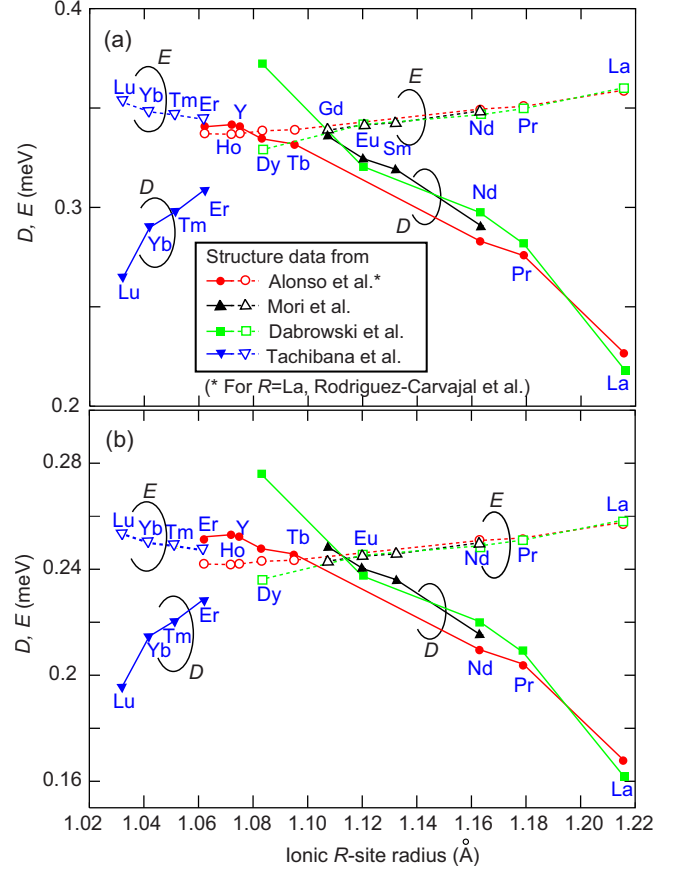 (a)
E
Lu
Yb
Tm
Er
Y
Ho
Dy
Tb
Gd
Eu
Sm
E
Nd
Pr
La
0.4
D, E (meV)
0.3
D
Er
Tm
Yb
Lu
D
Nd
Pr
La
Structure data from
Alonso et al.*
Mori et al.
Dabrowski et al.
Tachibana et al.
(* For R=La, Rodriguez-Carvajal et al.)
0.2
(b)
0.28
E
Lu
Yb
Tm
Er
Y
Ho
Tb
Dy
Eu
E
Nd
Pr
La
0.24
D, E (meV)
Er
Tm
Yb
D
Lu
D
Nd
Pr
La
0.2
0.16
1.02 1.04 1.06 1.08 1.10 1.12 1.14 1.16 1.18 1.20 1.22
Ionic R-site radius (Å)